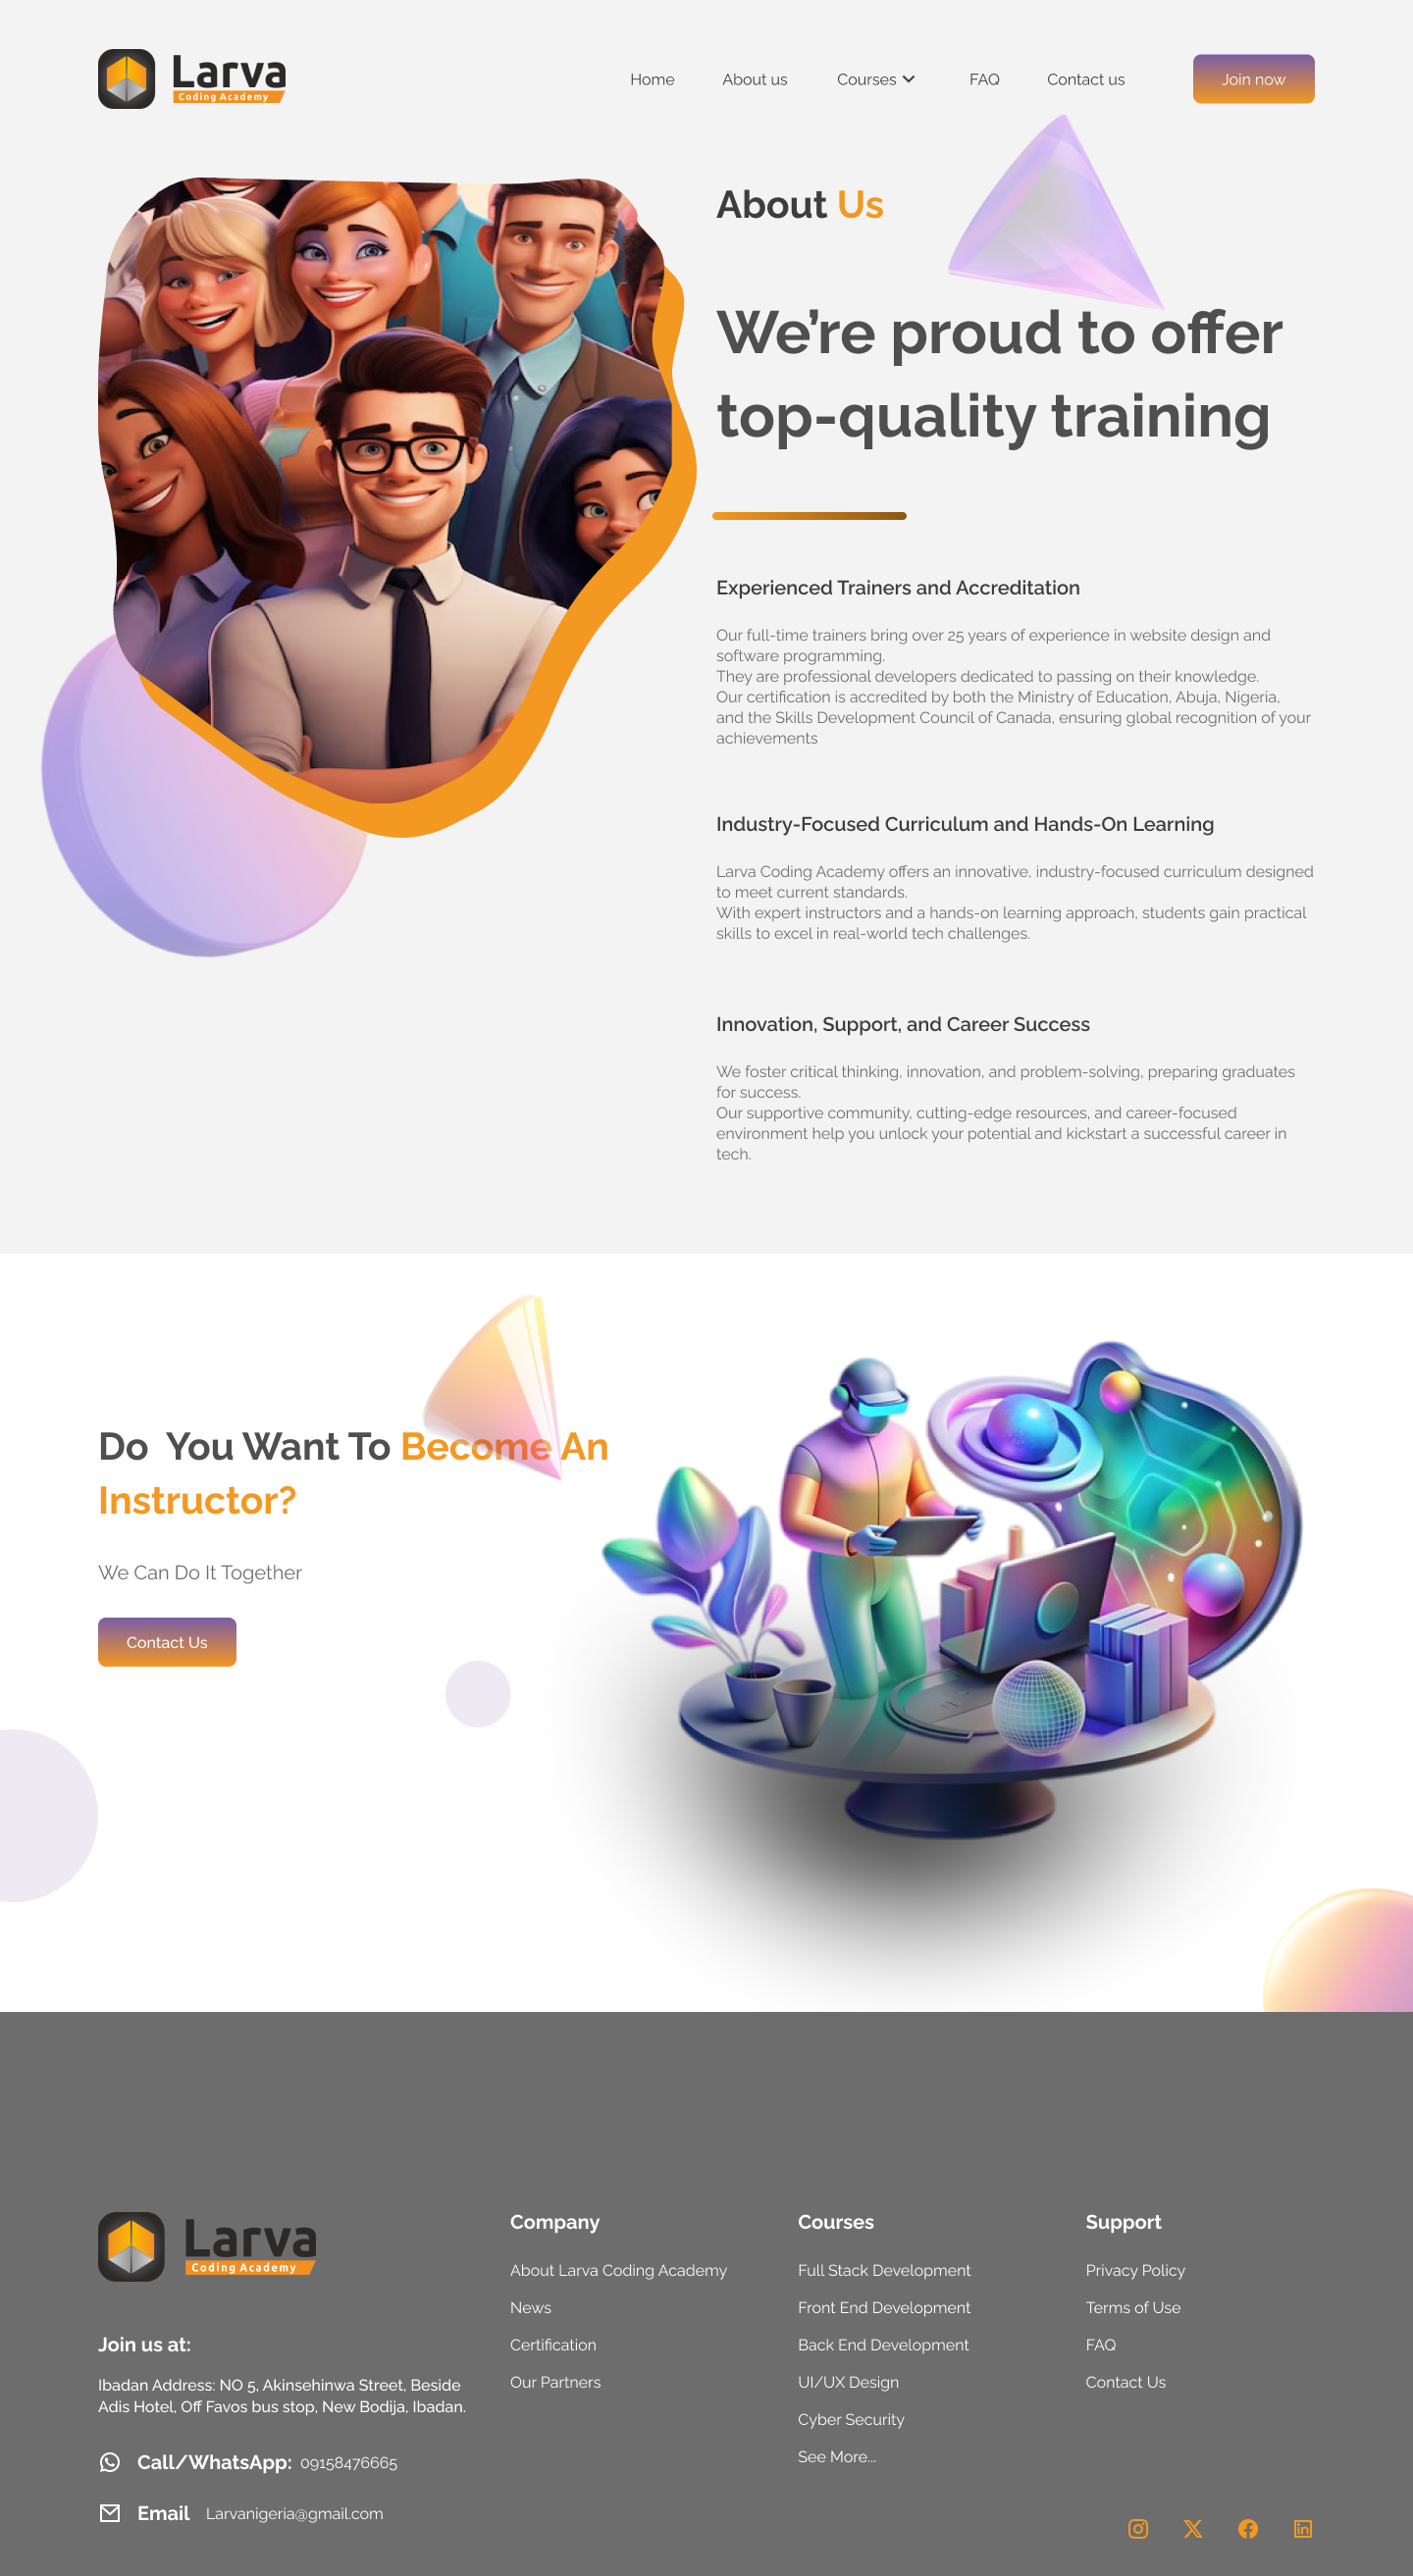 Larva
Coding Academy
Home
About us
Courses
FAQ
Contact us
Join now
About Us
We’re proud to offer
top-quality training
Experienced Trainers and Accreditation
Our full-time trainers bring over 25 years of experience in website design and
software programming.
They are professional developers dedicated to passing on their knowledge.
Our certification is accredited by both the Ministry of Education, Abuja, Nigeria,
and the Skills Development Council of Canada, ensuring global recognition of your
achievements
Industry-Focused Curriculum and Hands-On Learning
Larva Coding Academy offers an innovative, industry-focused curriculum designed
to meet current standards.
With expert instructors and a hands-on learning approach, students gain practical
skills to excel in real-world tech challenges.
Innovation, Support, and Career Success
We foster critical thinking, innovation, and problem-solving, preparing graduates
for success.
Our supportive community, cutting-edge resources, and career-focused
environment help you unlock your potential and kickstart a successful career in
tech.
Do You Want To Become An
Instructor?
We Can Do It Together
Contact Us
Larva
Coding Academy
Join us at:
Ibadan Address: NO 5, Akinsehinwa Street, Beside
Adis Hotel, Off Favos bus stop, New Bodija, Ibadan.
Call/WhatsApp: 09158476665
Email Larvanigeria@gmail.com
Company
About Larva Coding Academy
News
Certification
Our Partners
Courses
Full Stack Development
Front End Development
Back End Development
UI/UX Design
Cyber Security
See More...
Support
Privacy Policy
Terms of Use
FAQ
Contact Us